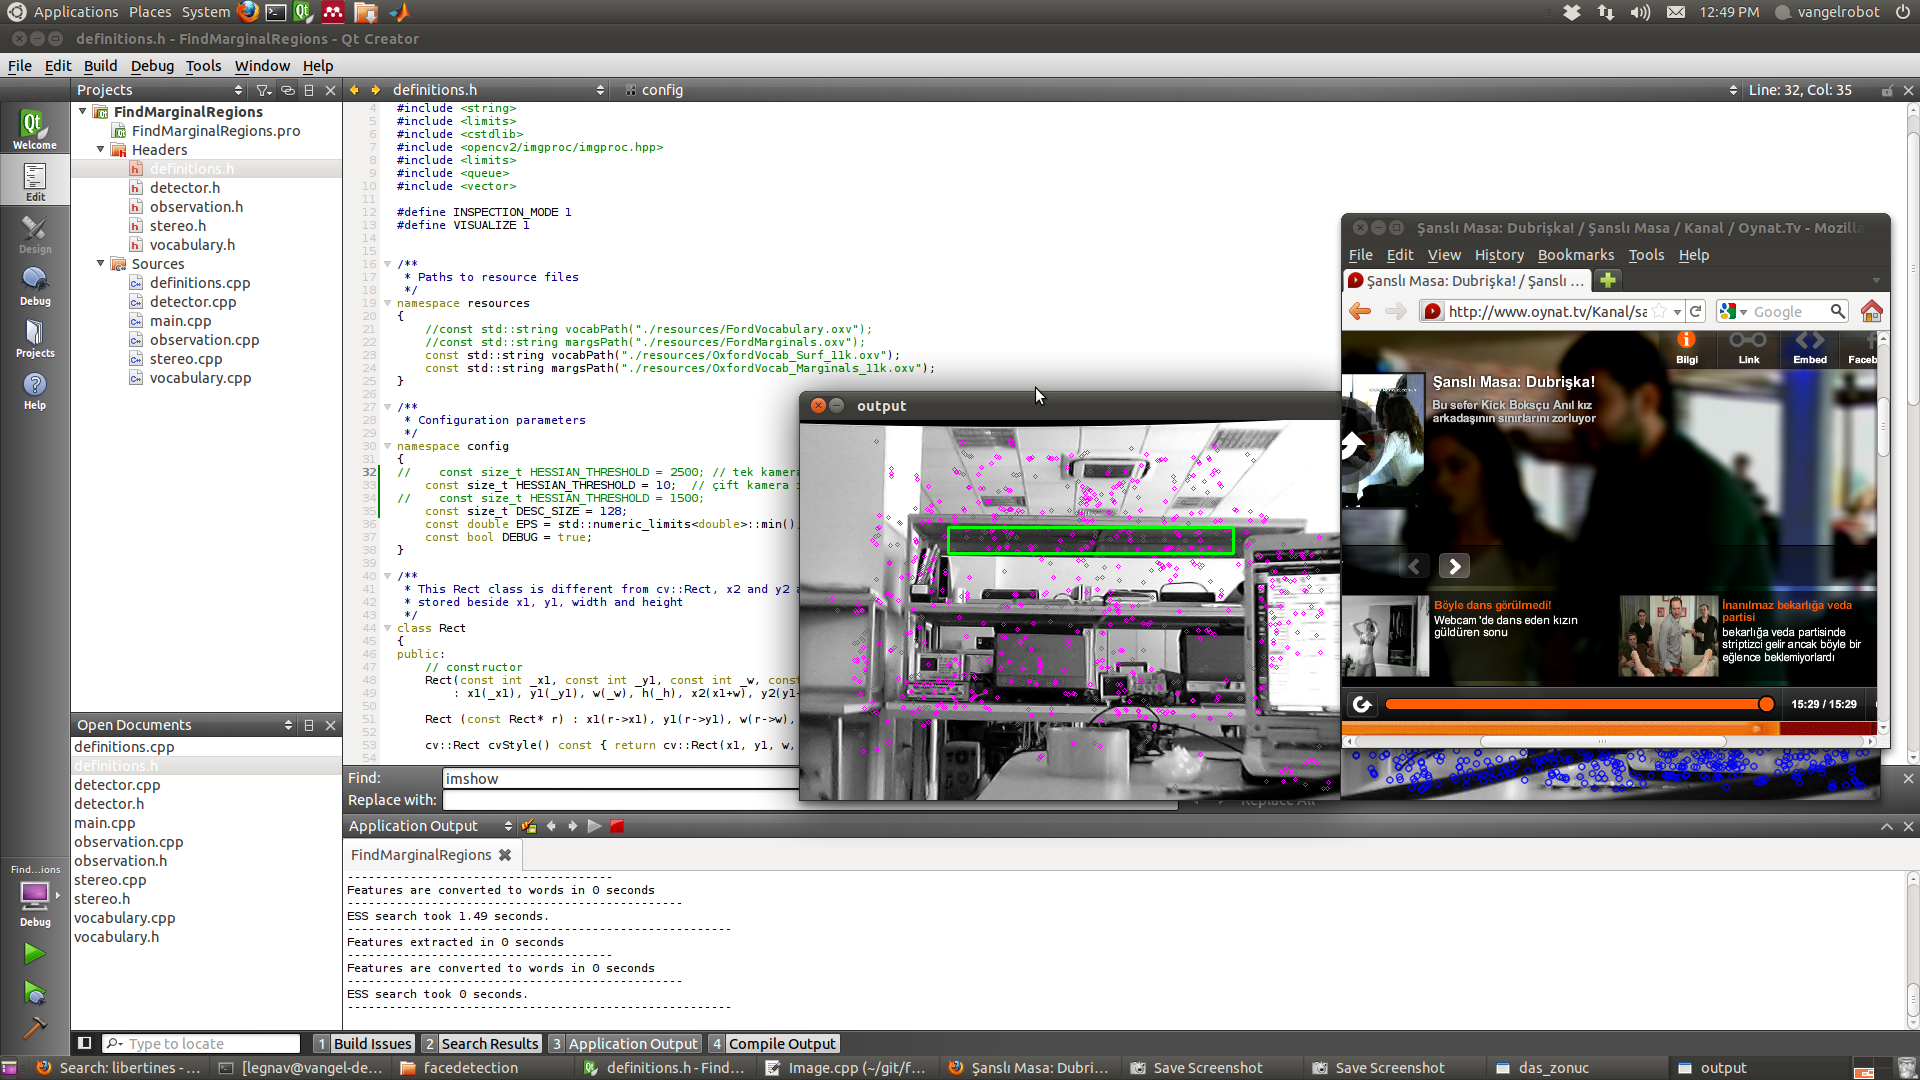 Applications Places System
12:49 PM vangelrobot
definitions.h - FindMarginalRegions - Qt Creator
File Edit Build Debug Tools Window Help
Projects
definitions.h
config
Line: 32, Col: 35
Welcome
Edit
Design
Debug
Projects
Help
FindMarginalRegions
FindMarginalRegions.pro
Headers
definitions.h
detector.h
observation.h
stereo.h
vocabulary.h
Sources
definitions.cpp
detector.cpp
main.cpp
observation.cpp
stereo.cpp
vocabulary.cpp
4 #include <string>
5 #include <limits>
6 #include <cstdlib>
7 #include <opencv2/imgproc/imgproc.hpp>
8 #include <limits>
9 #include <queue>
10 #include <vector>
11
12 #define INSPECTION_MODE 1
13 #define VISUALIZE 1
14
15
16 /**
17 * Paths to resource files
18 */
19 namespace resources
20 {
21 //const std::string vocabPath("./resources/FordVocabulary.oxv");
22 //const std::string margsPath("./resources/FordMarginals.oxv");
23 const std::string vocabPath("./resources/OxfordVocab_Surf_11k.oxv");
24 const std::string margsPath("./resources/OxfordVocab_Marginals_11k.oxv");
25 }
26
27 /**
28 * Configuration parameters
29 */
30 namespace config
31 {
32 // const size_t HESSIAN_THRESHOLD = 2500; // tek kamera
33 const size_t HESSIAN_THRESHOLD = 10; // çift kamera
34 // const size_t HESSIAN_THRESHOLD = 1500;
35 const size_t DESC_SIZE = 128;
36 const double EPS = std::numeric_limits<double>::min()
37 const bool DEBUG = true;
38 }
39
40 /**
41 * This Rect class is different from cv::Rect, x2 and y2
42 * stored beside x1, y1, width and height
43 */
44 class Rect
45 {
46 public:
47 // constructor
48 Rect(const int _x1, const int _y1, const int _w, const
49 : x1(_x1), y1(_y1), w(_w), h(_h), x2(x1+w), y2(y1
50
51 Rect (const Rect* r) : x1(r->x1), y1(r->y1), w(r->w),
52
53 cv::Rect cvStyle() const { return cv::Rect(x1, y1, w,
54
output
Şanslı Masa: Dubrişka! / Şanslı Masa / Kanal / Oynat.Tv - Mozilla
File Edit View History Bookmarks Tools Help
Şanslı Masa: Dubrişka! / Şanslı ...
http://www.oynat.tv/Kanal/sa
Google
Bilgi Link Embed Faceb
Şanslı Masa: Dubrişka!
Bu sefer Kick Boksçu Anıl kız
arkadaşının sınırlarını zorluyor
Böyle dans görülmedi!
Webcam'de dans eden kızın
güldüren sonu
İnanılmaz bekarlığa veda
partisi
bekarlığa veda partisinde
striptizci gelir ancak böyle bir
eğlence beklemiyorlardı
15:29 / 15:29
Open Documents
definitions.cpp
definitions.h
detector.cpp
detector.h
main.cpp
observation.cpp
observation.h
stereo.cpp
stereo.h
vocabulary.cpp
vocabulary.h
Find: imshow
Replace with:
Replace All
Application Output
FindMarginalRegions
--------------------------------------
Features are converted to words in 0 seconds
------------------------------------------------
ESS search took 1.49 seconds.
-------------------------------------------------------
Features extracted in 0 seconds
--------------------------------------
Features are converted to words in 0 seconds
------------------------------------------------
ESS search took 0 seconds.
-------------------------------------------------------
Find...ions
Debug
Type to locate
1 Build Issues 2 Search Results 3 Application Output 4 Compile Output
Search: libertines - ...
[legnav@vangel-de...
facedetection
definitions.h - Find...
Image.cpp (~/git/f...
Şanslı Masa: Dubri...
Save Screenshot
Save Screenshot
das_zonuc
output